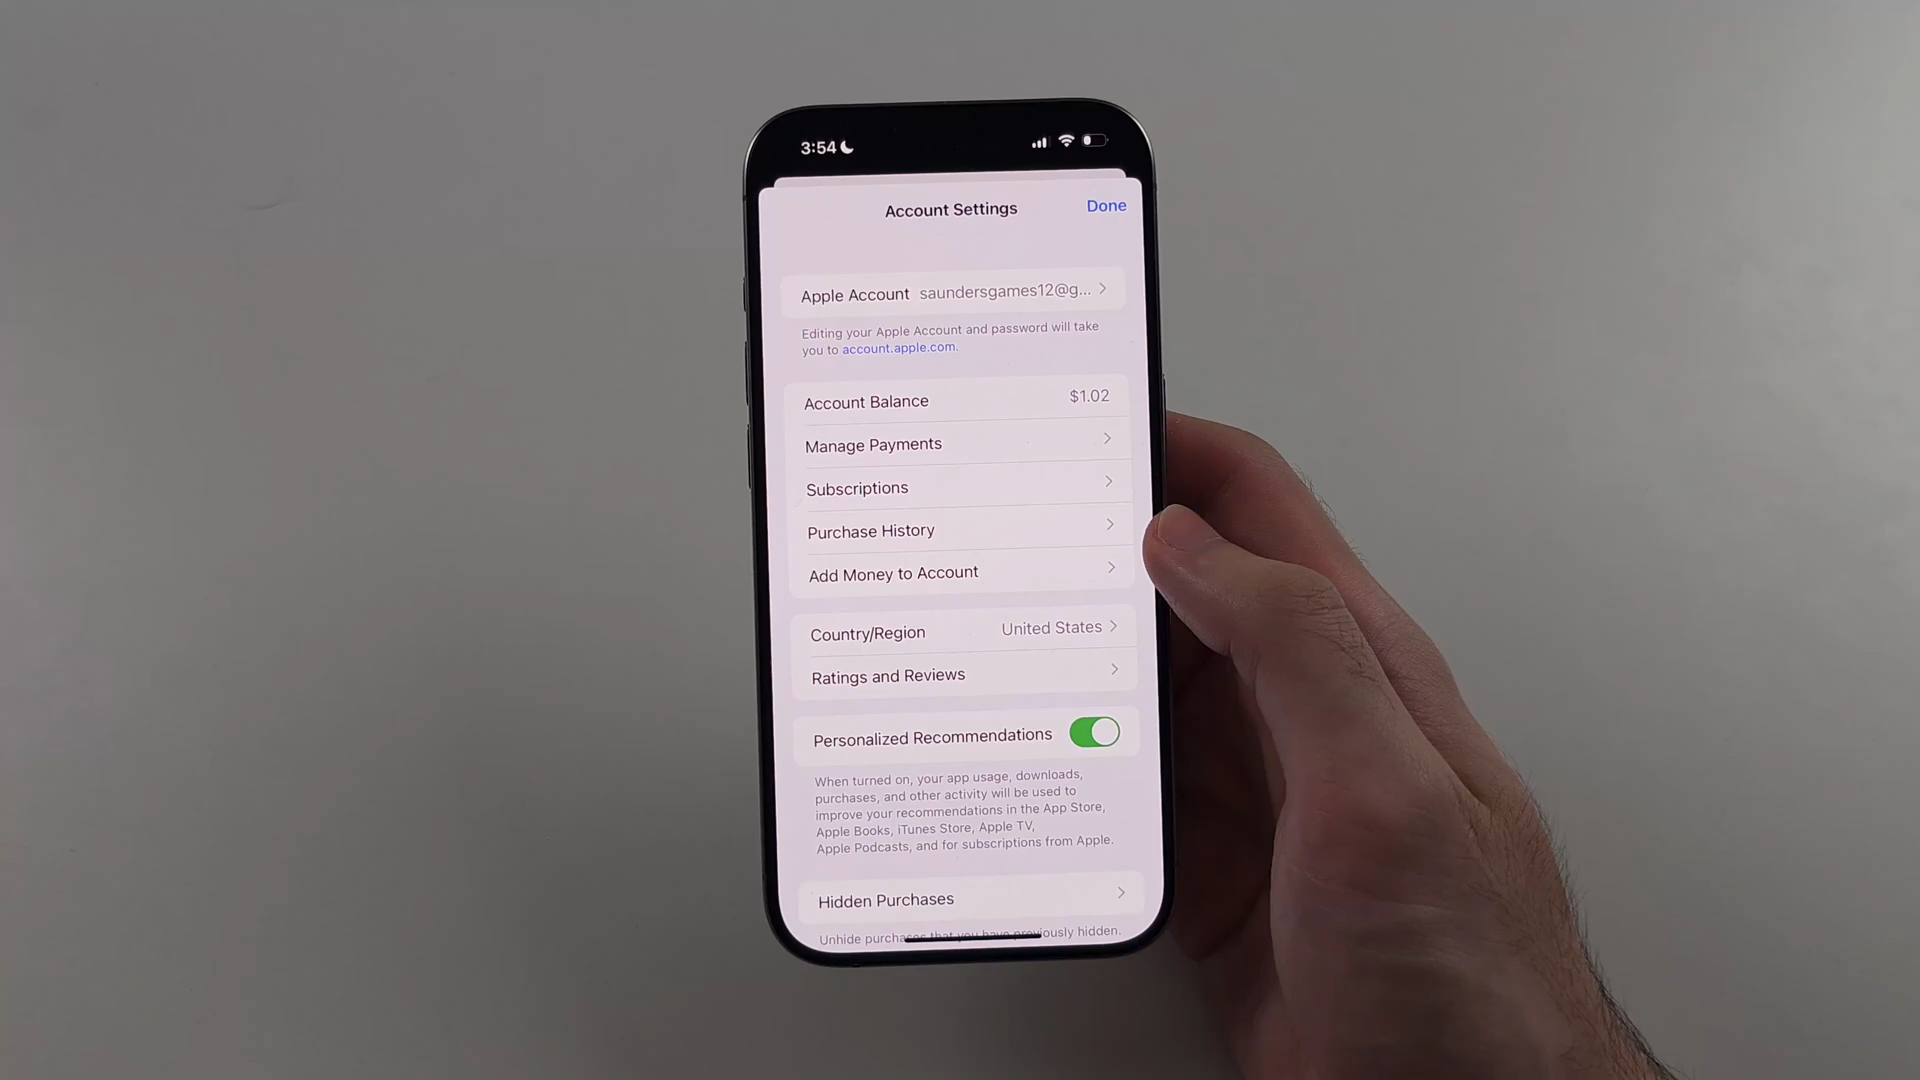 3:54
Account Settings
Done
Apple Account saundersgames12@g...
Editing your Apple Account and password will take
you to account.apple.com.
Account Balance $1.02
Manage Payments
Subscriptions
Purchase History
Add Money to Account
Country/Region United States
Ratings and Reviews
Personalized Recommendations
When turned on, your app usage, downloads,
purchases, and other activity will be used to
improve your recommendations in the App Store,
Apple Books, iTunes Store, Apple TV,
Apple Podcasts, and for subscriptions from Apple.
Hidden Purchases
Unhide purchases that you have previously hidden.